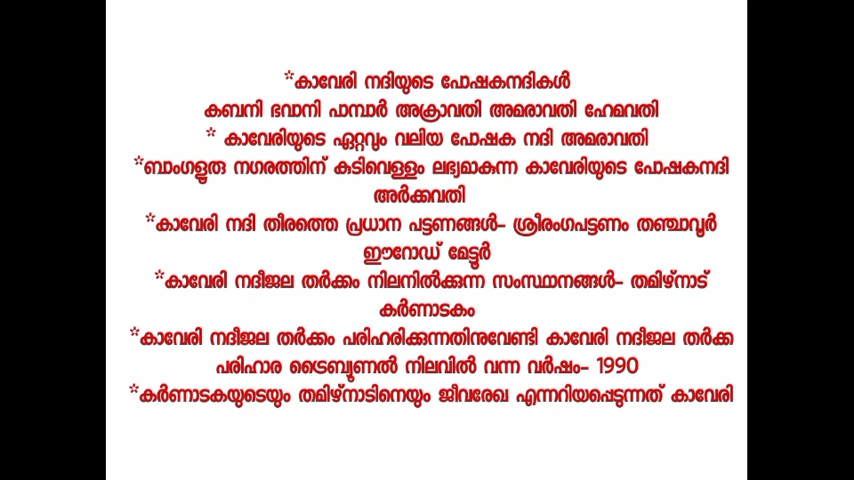 *കാവേരി നദിയുടെ പോഷകനദികൾ
കബനി ഭവാനി പാമ്പാർ അക്രാവതി അമരാവതി ഹേമവതി
* കാവേരിയുടെ ഏറ്റവും വലിയ പോഷക നദി അമരാവതി
*ബാംഗളൂരു നഗരത്തിന് കുടിവെള്ളം ലഭ്യമാകുന്ന കാവേരിയുടെ പോഷകനദി
അർക്കവതി
*കാവേരി നദി തീരത്തെ പ്രധാന പട്ടണങ്ങൾ- ശ്രീരംഗപട്ടണം തഞ്ചാവൂർ
ഈറോഡ് മേട്ടൂർ
*കാവേരി നദീജല തർക്കം നിലനിൽക്കുന്ന സംസ്ഥാനങ്ങൾ- തമിഴ്നാട്
കർണാടകം
*കാവേരി നദീജല തർക്കം പരിഹരിക്കുന്നതിനുവേണ്ടി കാവേരി നദീജല തർക്ക
പരിഹാര ട്രൈബ്യൂണൽ നിലവിൽ വന്ന വർഷം- 1990
*കർണാടകയുടെയും തമിഴ്നാടിനെയും ജീവരേഖ എന്നറിയപ്പെടുന്നത് കാവേരി